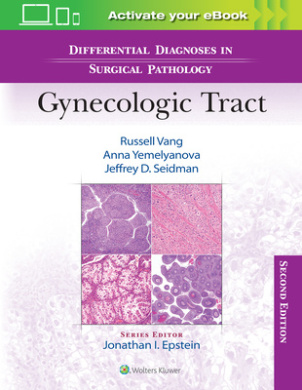 Activate your eBook
DIFFERENTIAL DIAGNOSES IN
SURGICAL PATHOLOGY
Gynecologic Tract
Russell Vang
Anna Yemelyanova
Jeffrey D. Seidman
SERIES EDITOR
Jonathan I. Epstein
Wolters Kluwer
SECOND EDITION